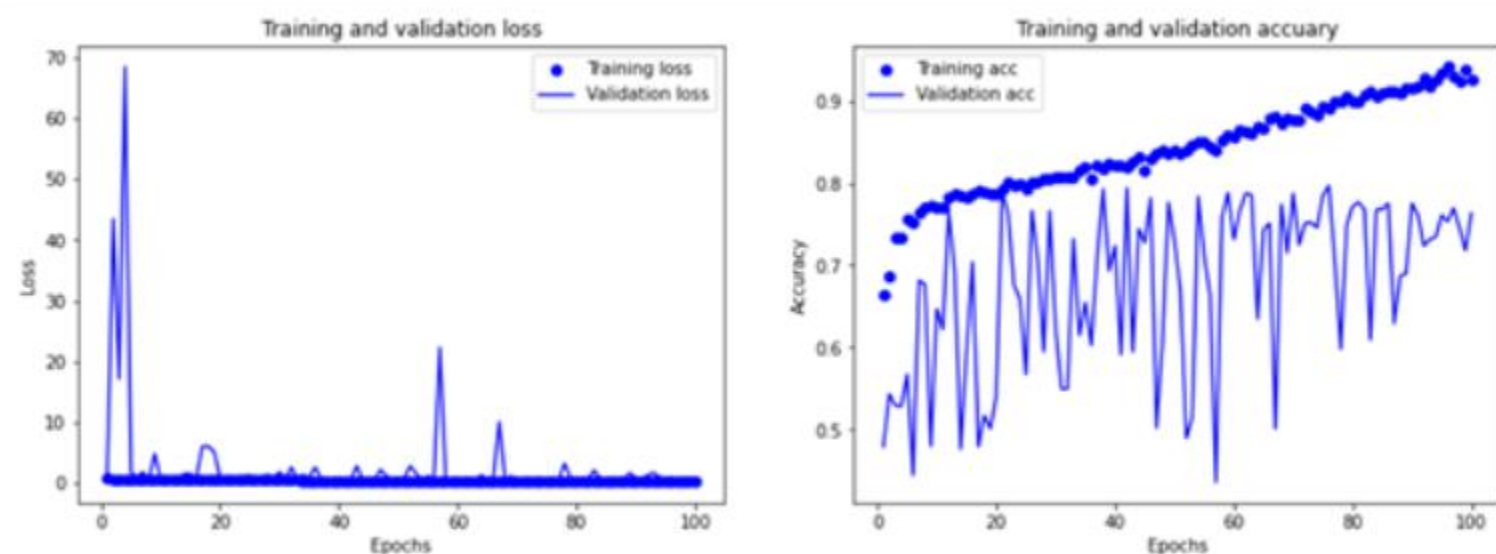 Training and validation loss
70
60
50
40
30
20
10
0
Loss
Training loss
Validation loss
0 20 40 60 80 100
Epochs
Training and validation accuary
0.9
0.8
0.7
0.6
0.5
Accuracy
Training acc
Validation acc
0 20 40 60 80 100
Epochs